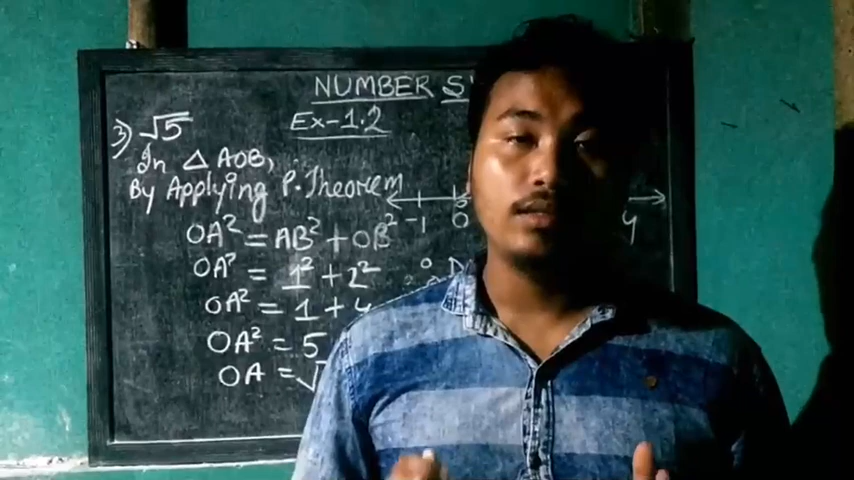 NUMBER
Ex-1.2
3) √5
In △ AOB,
By Applying P. Theorem
-1 0
OA² = AB² + OB²
OA² = 1² + 2²
OA² = 1 + 4
OA² = 5
OA = √